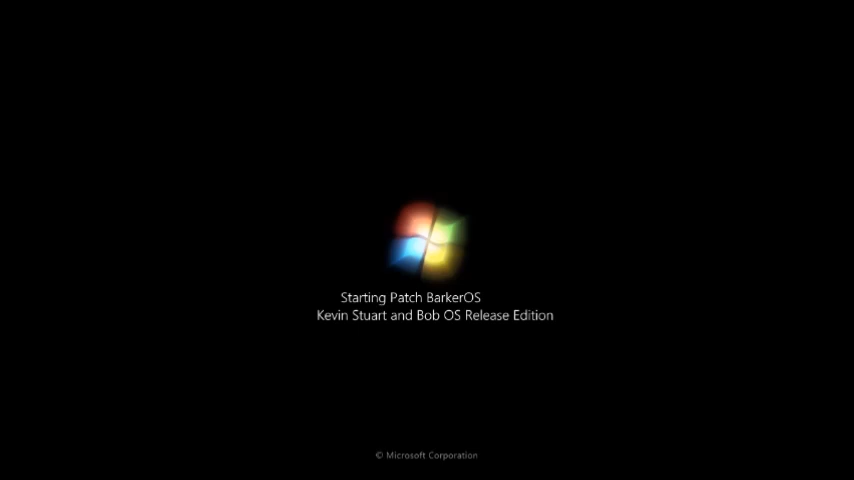 Starting Patch BarkerOS
Kevin Stuart and Bob OS Release Edition
© Microsoft Corporation